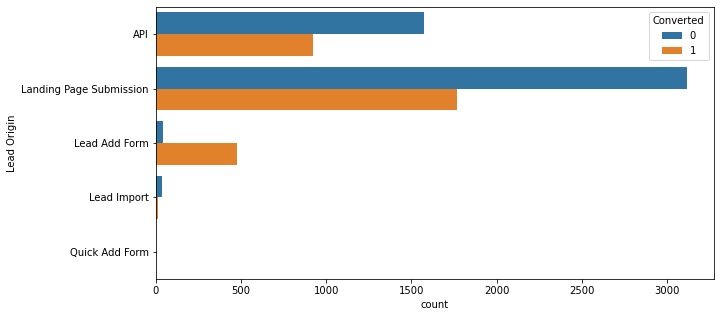 Converted
0
1
API
Landing Page Submission
Lead Add Form
Lead Import
Quick Add Form
Lead Origin
0
500
1000
1500
2000
2500
3000
count